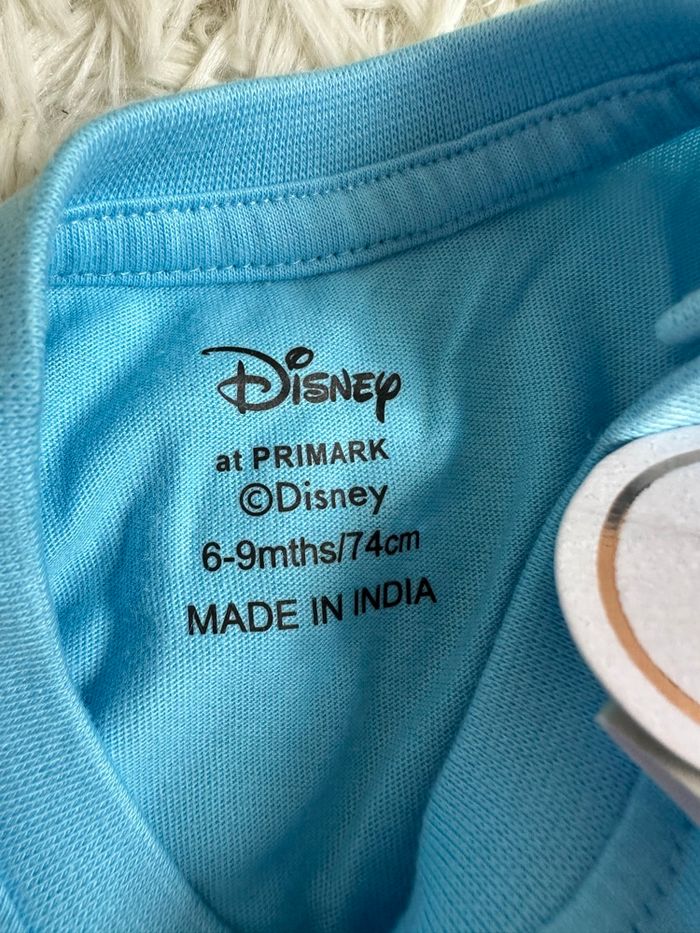 Disney
at PRIMARK
©Disney
6-9mths/74cm
MADE IN INDIA